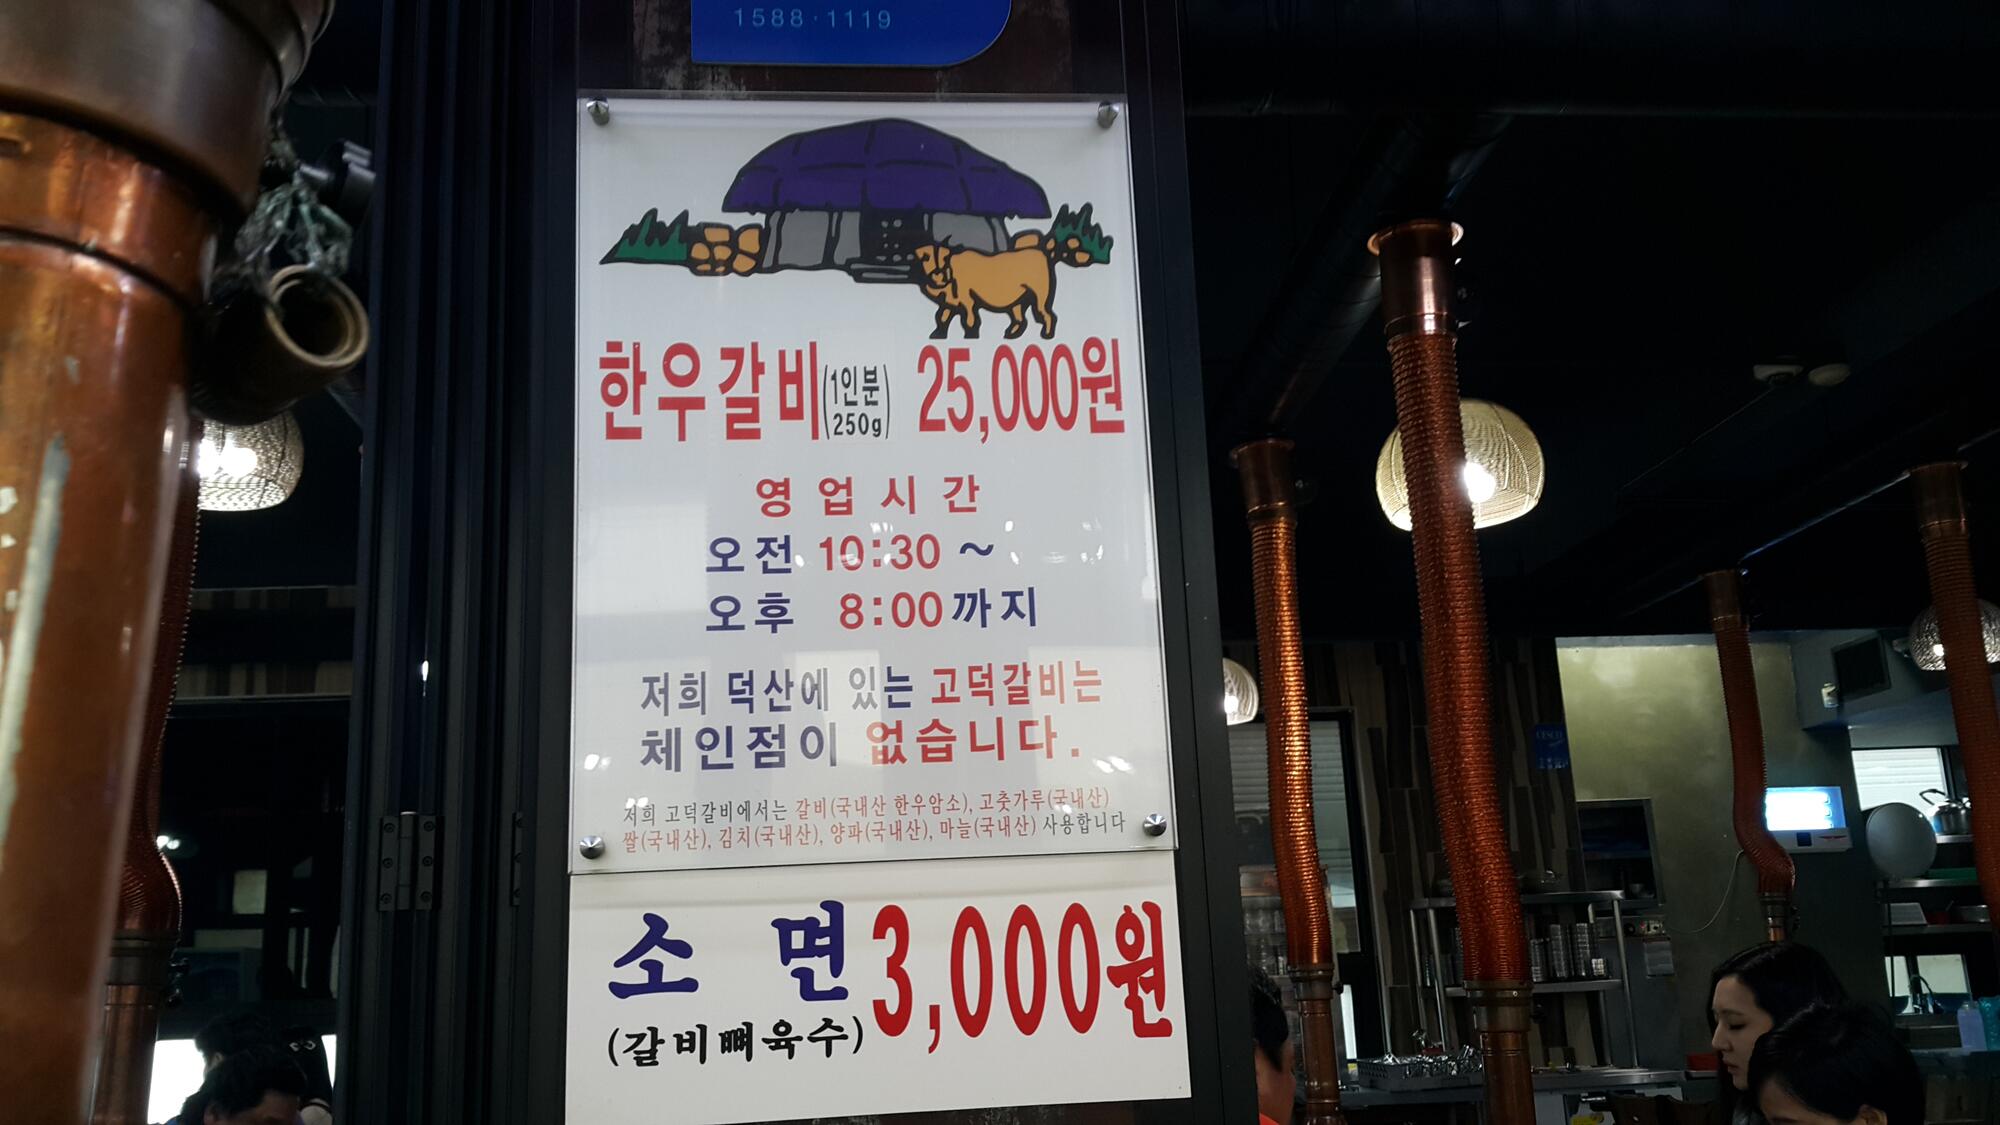 1588·1119
한우갈비(1인분 250g) 25,000원
영업시간
오전 10:30 ~
오후 8:00까지
저희 덕산에 있는 고덕갈비는
체인점이 없습니다.
저희 고덕갈비에서는 갈비(국내산 한우암소), 고춧가루(국내산)
쌀(국내산), 김치(국내산), 양파(국내산), 마늘(국내산) 사용합니다
소면 3,000원
(갈비뼈육수)
CESCO